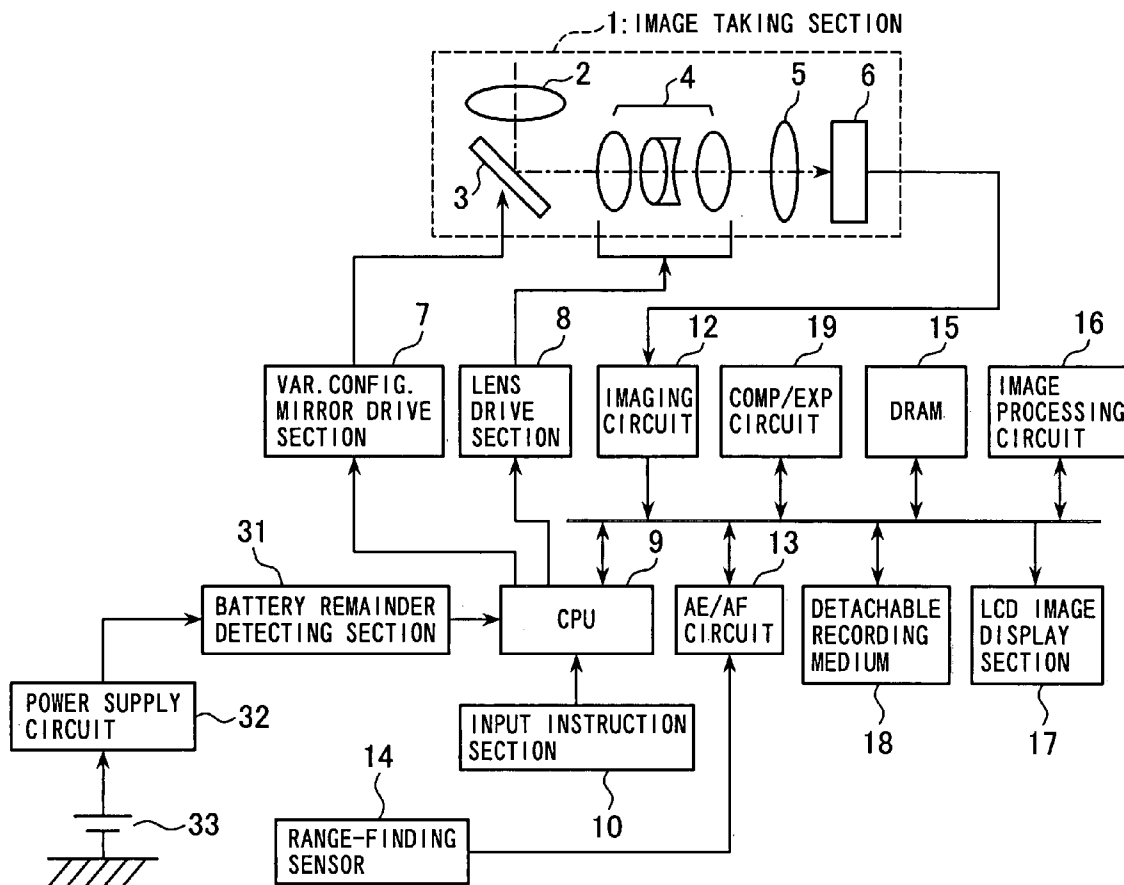 1: IMAGE TAKING SECTION
2
4
5
6
3
7
8
12
19
15
16
VAR. CONFIG.
MIRROR DRIVE
SECTION
LENS
DRIVE
SECTION
IMAGING
CIRCUIT
COMP/EXP
CIRCUIT
DRAM
IMAGE
PROCESSING
CIRCUIT
31
9
13
BATTERY REMAINDER
DETECTING SECTION
CPU
AE/AF
CIRCUIT
DETACHABLE
RECORDING
MEDIUM
LCD IMAGE
DISPLAY
SECTION
POWER SUPPLY
CIRCUIT
32
INPUT INSTRUCTION
SECTION
18
17
14
10
33
RANGE-FINDING
SENSOR